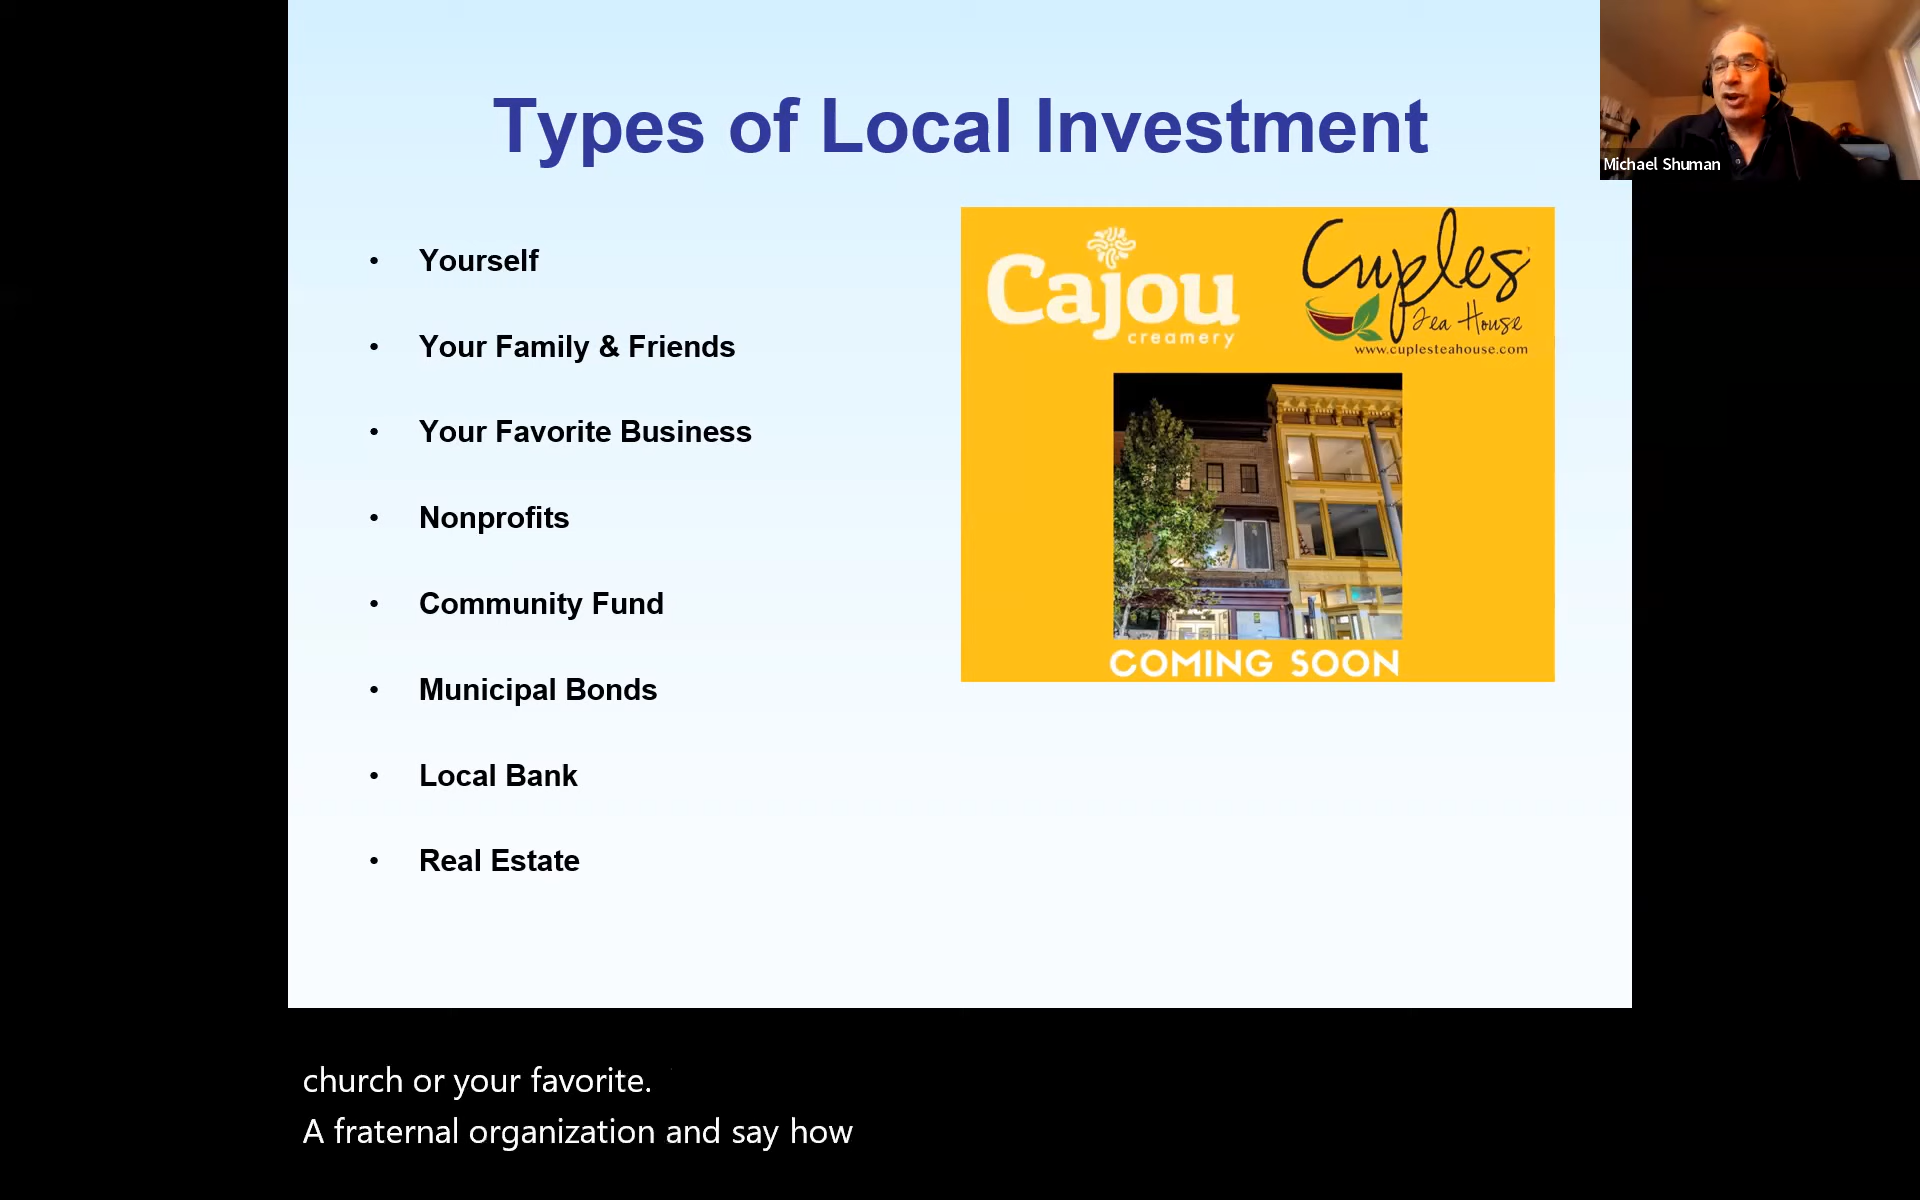 Types of Local Investment
Michael Shuman
• Yourself
• Your Family & Friends
• Your Favorite Business
• Nonprofits
• Community Fund
• Municipal Bonds
• Local Bank
• Real Estate
Cajou
creamery
Cuples
Tea House
www.cuplesteahouse.com
COMING SOON
church or your favorite.
A fraternal organization and say how